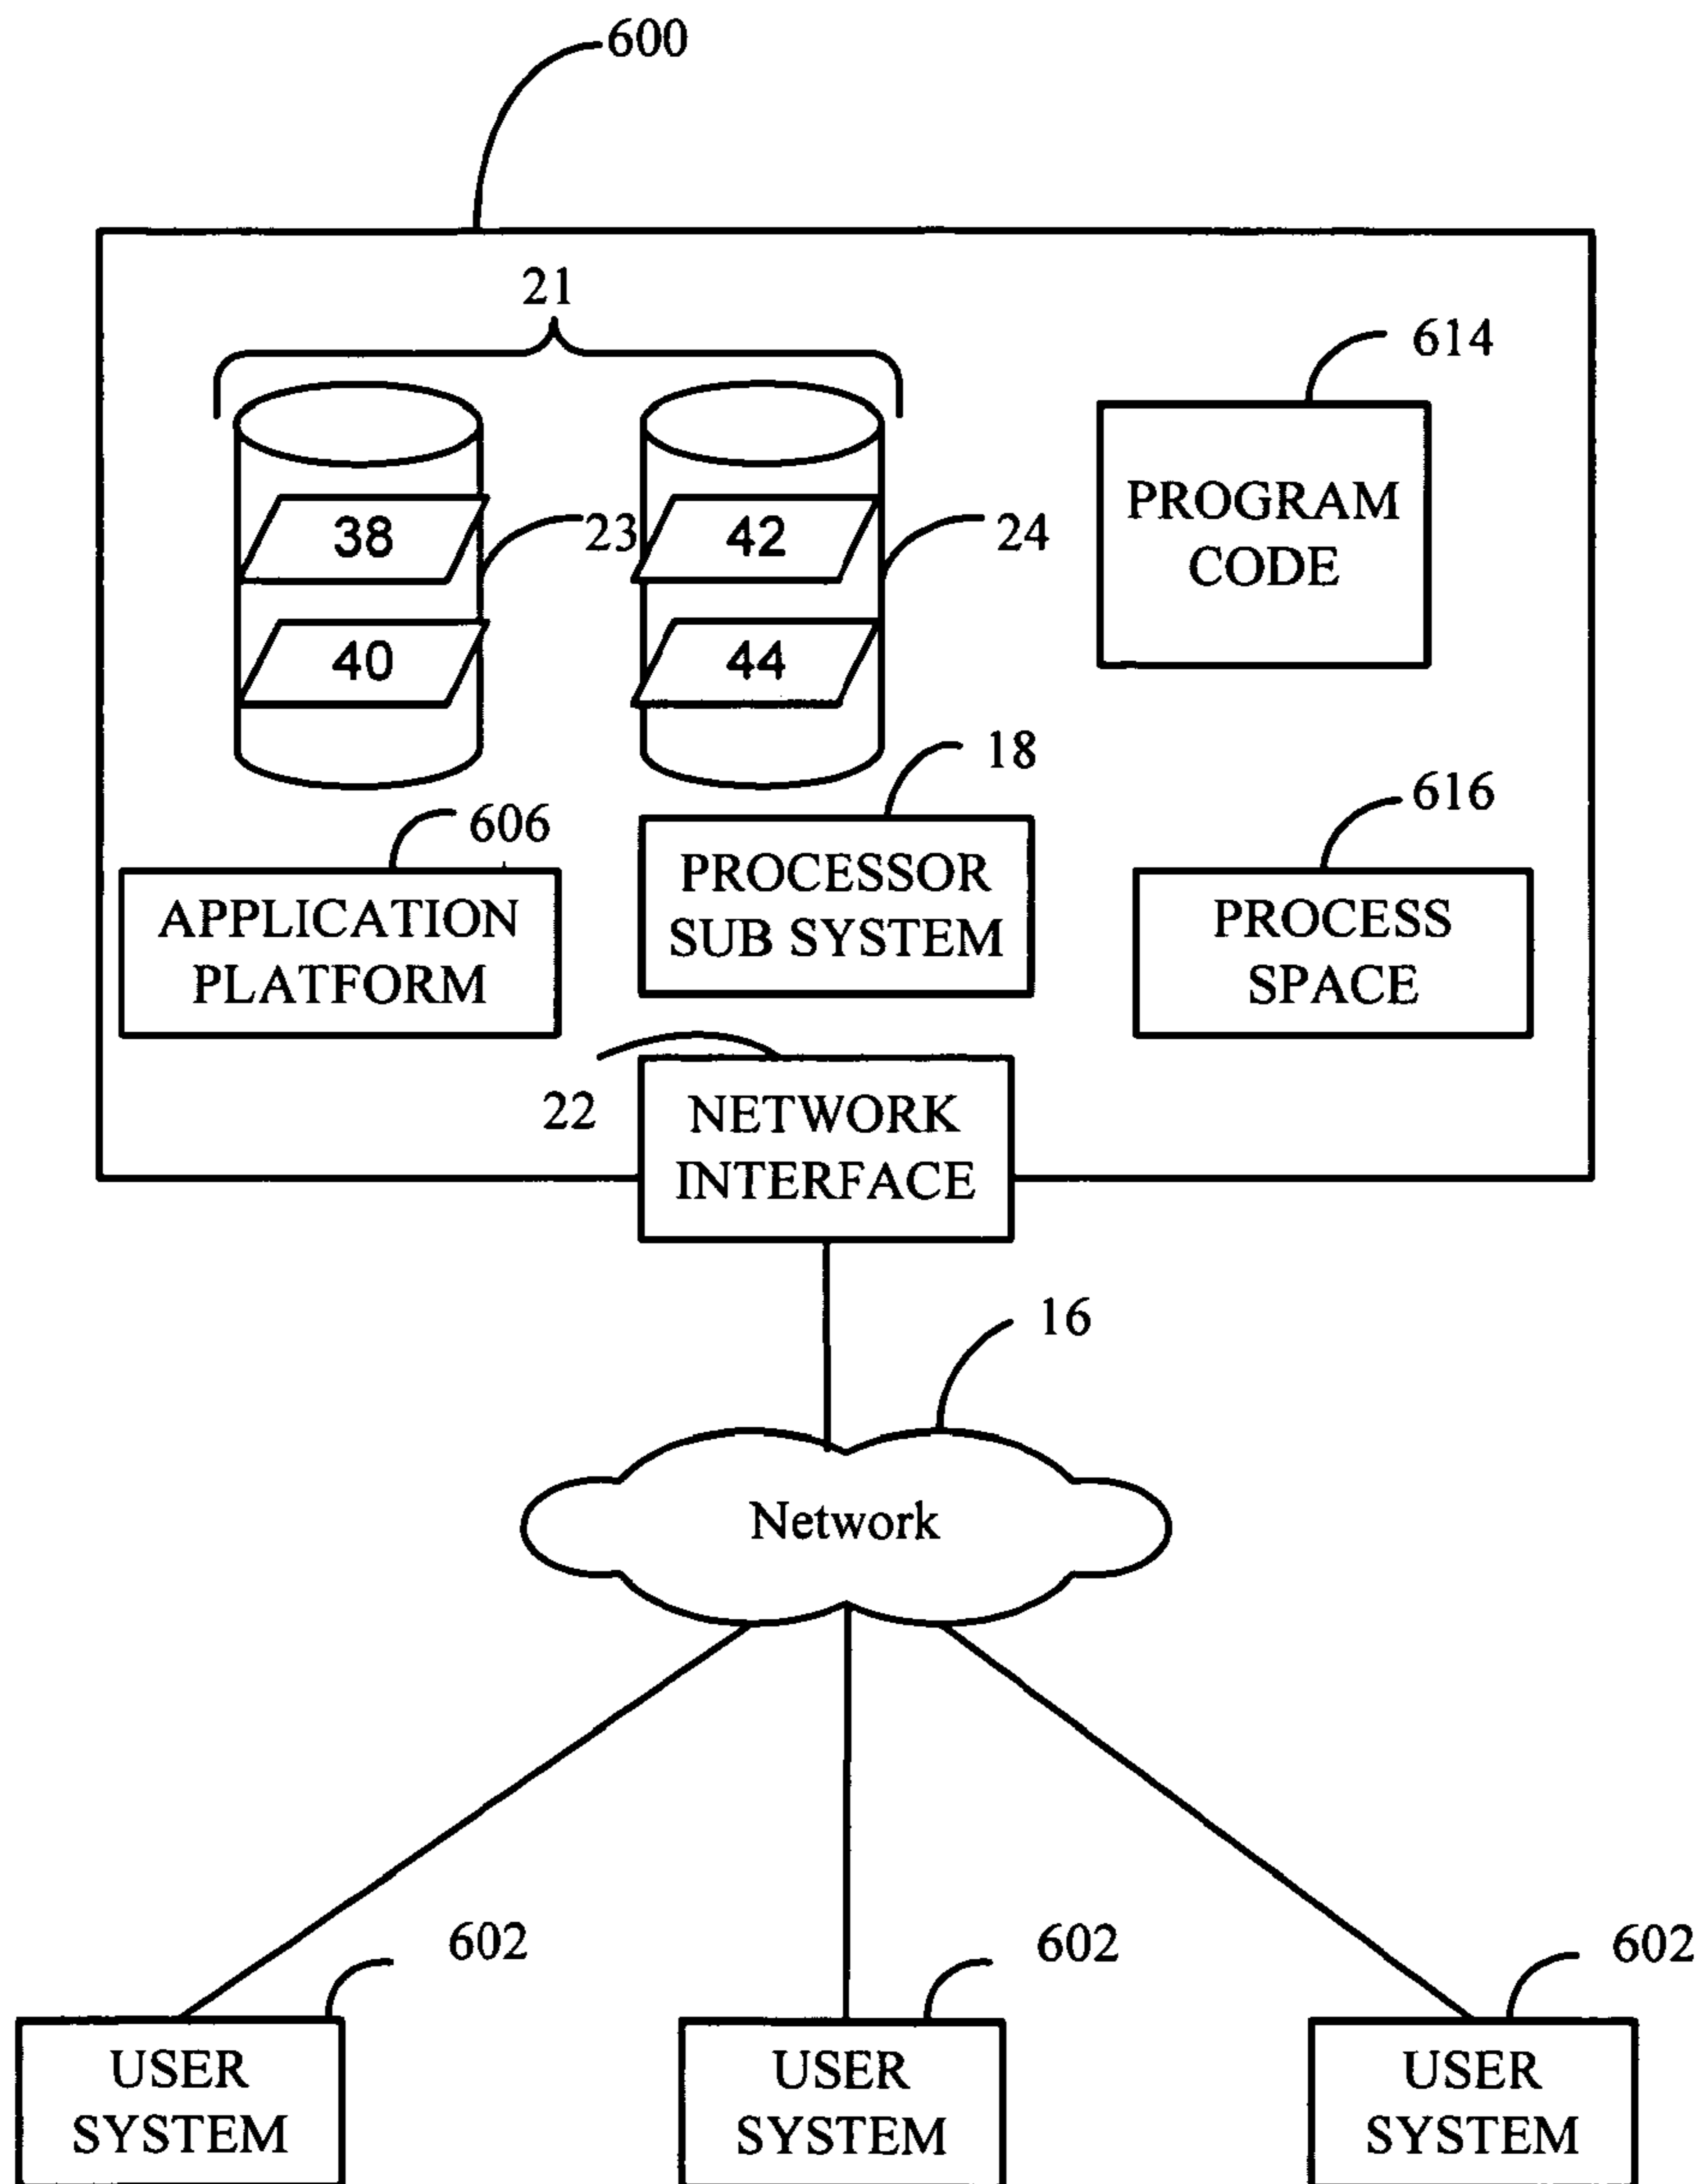 600
21
614
38
23
42
24
PROGRAM
CODE
40
44
18
606
616
PROCESSOR
SUB SYSTEM
APPLICATION
PLATFORM
PROCESS
SPACE
22
NETWORK
INTERFACE
16
Network
602
602
602
USER
SYSTEM
USER
SYSTEM
USER
SYSTEM